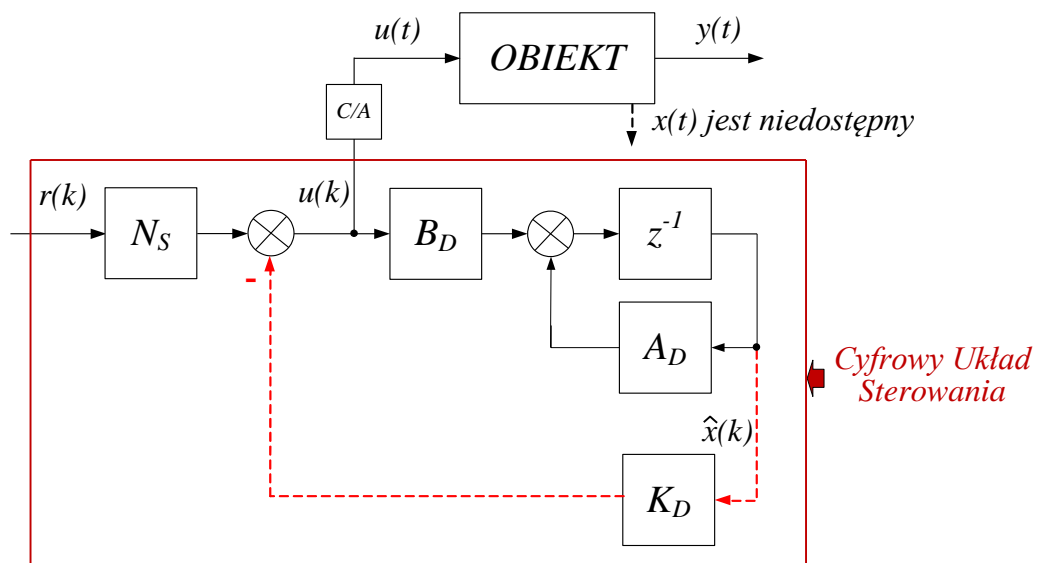 u(t)
y(t)
OBIEKT
C/A
x(t) jest niedostępny
r(k)
u(k)
N_S
B_D
z^{-1}
-
A_D
Cyfrowy Układ
Sterowania
x̂(k)
K_D